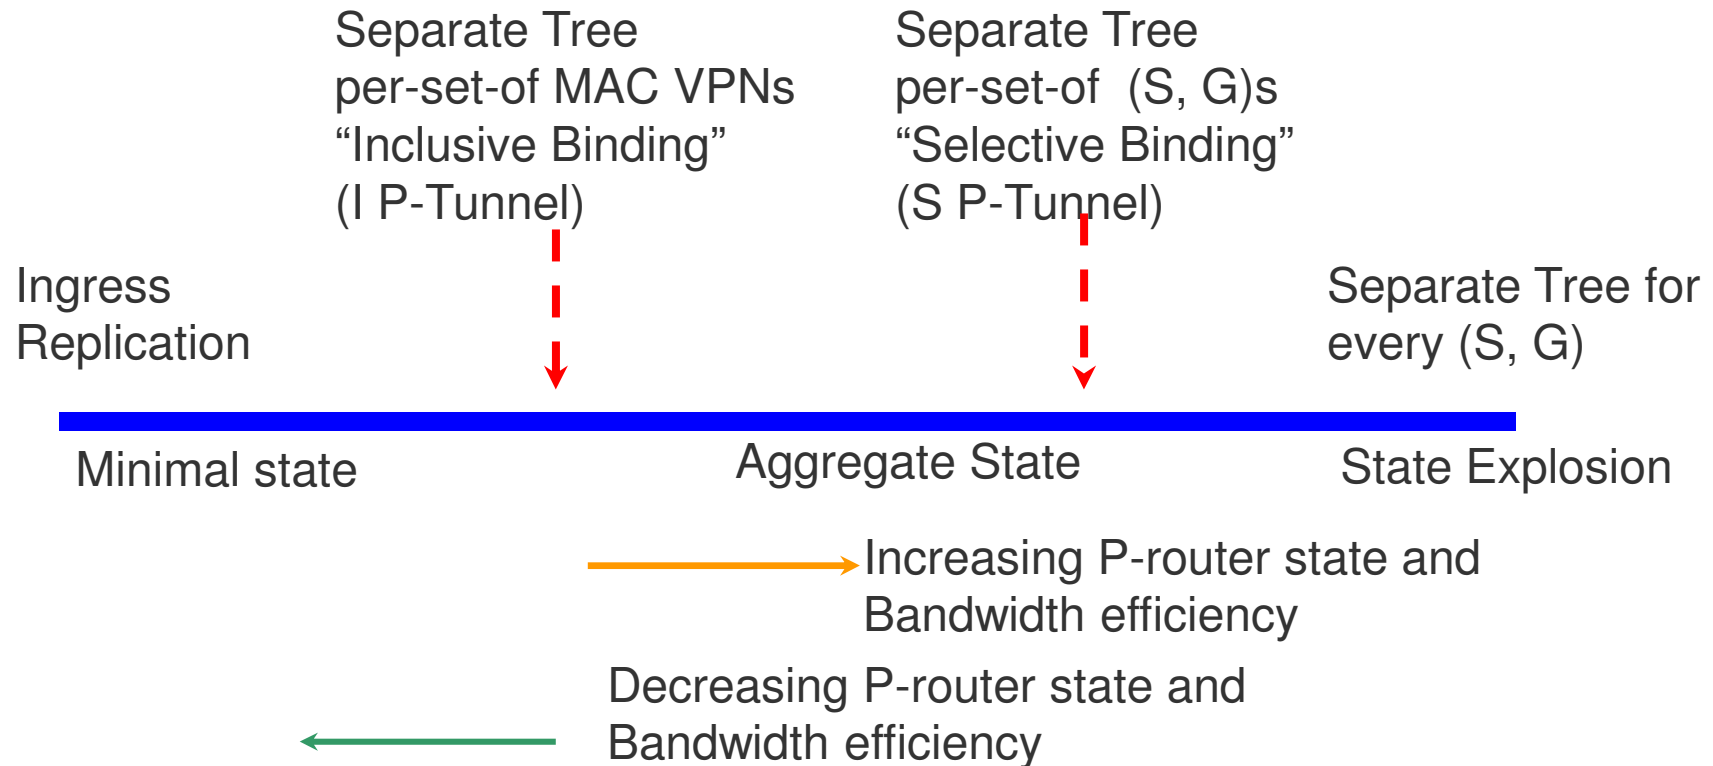 Separate Tree
per-set-of MAC VPNs
“Inclusive Binding”
(I P-Tunnel)
Separate Tree
per-set-of (S, G)s
“Selective Binding”
(S P-Tunnel)
Ingress
Replication
Separate Tree for
every (S, G)
Minimal state
Aggregate State
State Explosion
Increasing P-router state and
Bandwidth efficiency
Decreasing P-router state and
Bandwidth efficiency